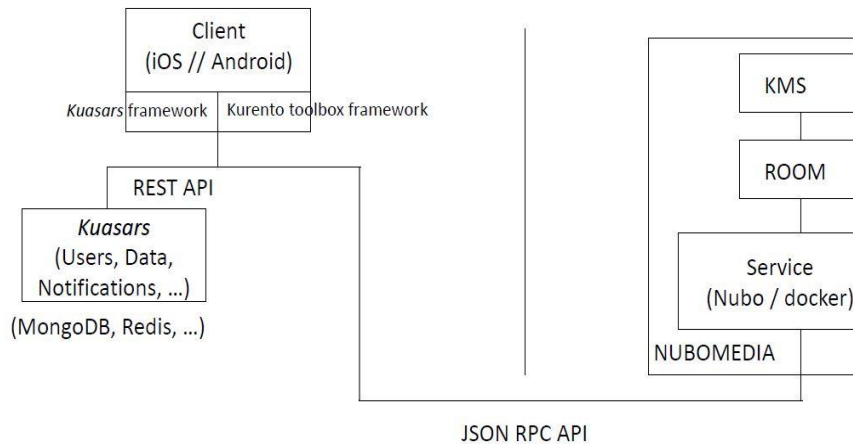 Client
(iOS // Android)
Kuasars framework
Kurento toolbox framework
REST API
Kuasars
(Users, Data,
Notifications, ...)
(MongoDB, Redis, ...)
KMS
ROOM
Service
(Nubo / docker)
NUBOMEDIA
JSON RPC API